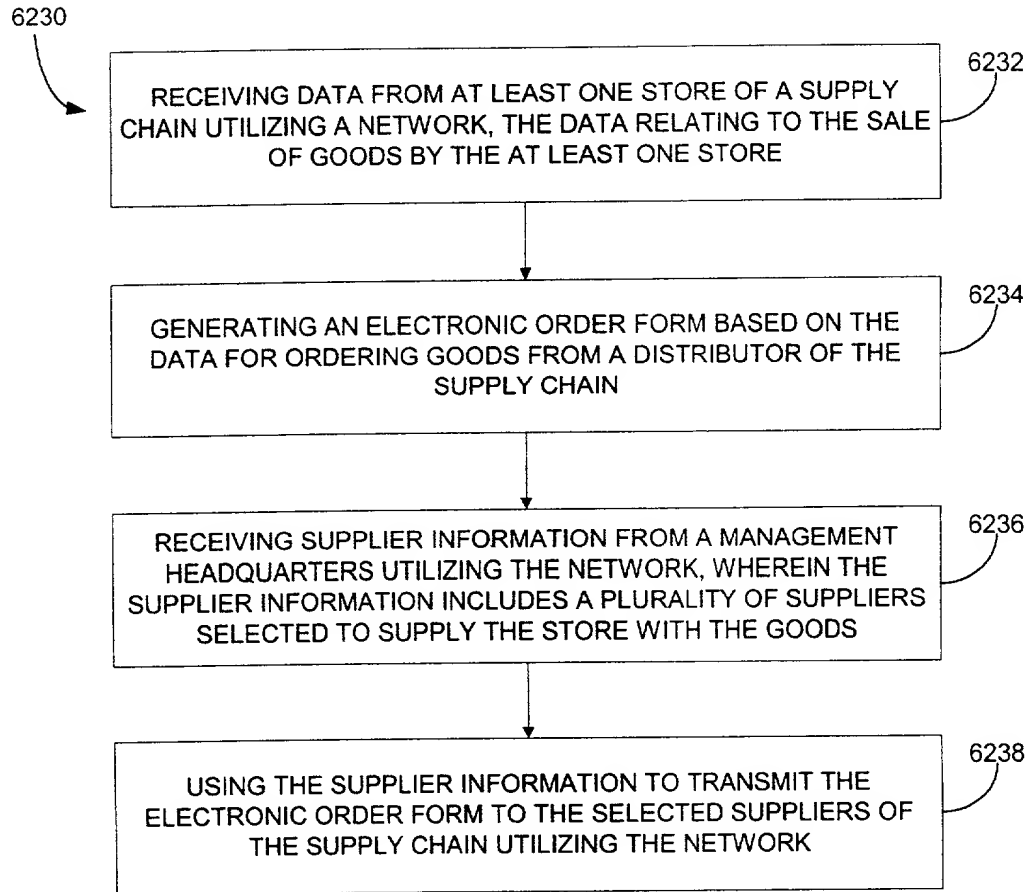 6230
6232
RECEIVING DATA FROM AT LEAST ONE STORE OF A SUPPLY
CHAIN UTILIZING A NETWORK, THE DATA RELATING TO THE SALE
OF GOODS BY THE AT LEAST ONE STORE
6234
GENERATING AN ELECTRONIC ORDER FORM BASED ON THE
DATA FOR ORDERING GOODS FROM A DISTRIBUTOR OF THE
SUPPLY CHAIN
6236
RECEIVING SUPPLIER INFORMATION FROM A MANAGEMENT
HEADQUARTERS UTILIZING THE NETWORK, WHEREIN THE
SUPPLIER INFORMATION INCLUDES A PLURALITY OF SUPPLIERS
SELECTED TO SUPPLY THE STORE WITH THE GOODS
6238
USING THE SUPPLIER INFORMATION TO TRANSMIT THE
ELECTRONIC ORDER FORM TO THE SELECTED SUPPLIERS OF
THE SUPPLY CHAIN UTILIZING THE NETWORK